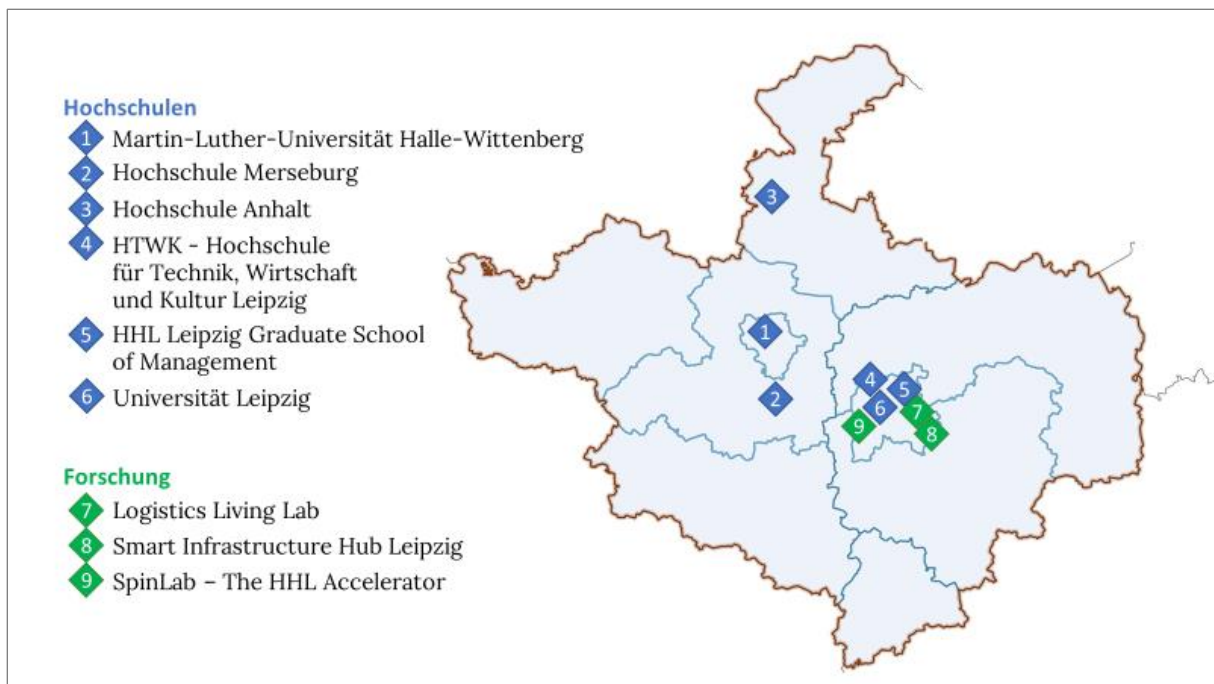 Hochschulen
1 Martin-Luther-Universität Halle-Wittenberg
2 Hochschule Merseburg
3 Hochschule Anhalt
4 HTWK - Hochschule
für Technik, Wirtschaft
und Kultur Leipzig
5 HHL Leipzig Graduate School
of Management
6 Universität Leipzig
Forschung
7 Logistics Living Lab
8 Smart Infrastructure Hub Leipzig
9 SpinLab – The HHL Accelerator
3
1
2
4
5
6
7
9
8